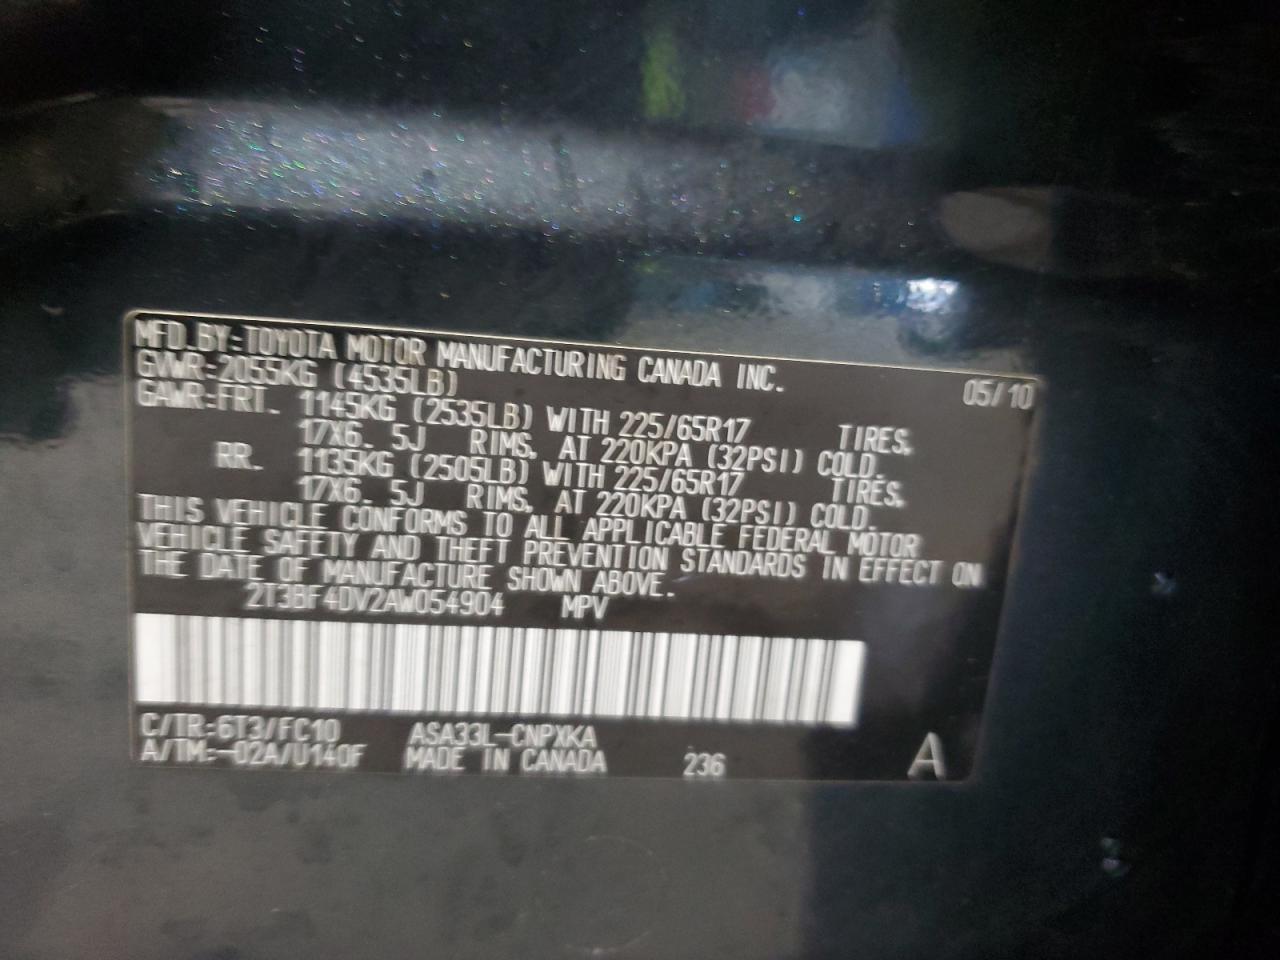 MFD.BY:TOYOTA MOTOR MANUFACTURING CANADA INC. 05/10
GVWR:2055KG (4535LB)
GAWR:FRT. 1145KG (2535LB) WITH 225/65R17 TIRES,
17X6. 5J RIMS, AT 220KPA (32PSI) COLD.
RR. 1135KG (2505LB) WITH 225/65R17 TIRES,
17X6. 5J RIMS, AT 220KPA (32PSI) COLD.
THIS VEHICLE CONFORMS TO ALL APPLICABLE FEDERAL MOTOR
VEHICLE SAFETY AND THEFT PREVENTION STANDARDS IN EFFECT ON
THE DATE OF MANUFACTURE SHOWN ABOVE.
2T3BF4DV2AW054904 MPV
C/TR:6T3/FC10 ASA33L-CNPXKA
A/TM:-02A/U140F MADE IN CANADA 236 A